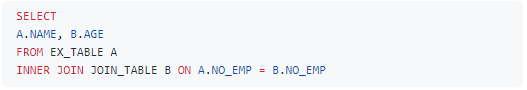 SELECT
A.NAME, B.AGE
FROM EX_TABLE A
INNER JOIN JOIN_TABLE B ON A.NO_EMP = B.NO_EMP